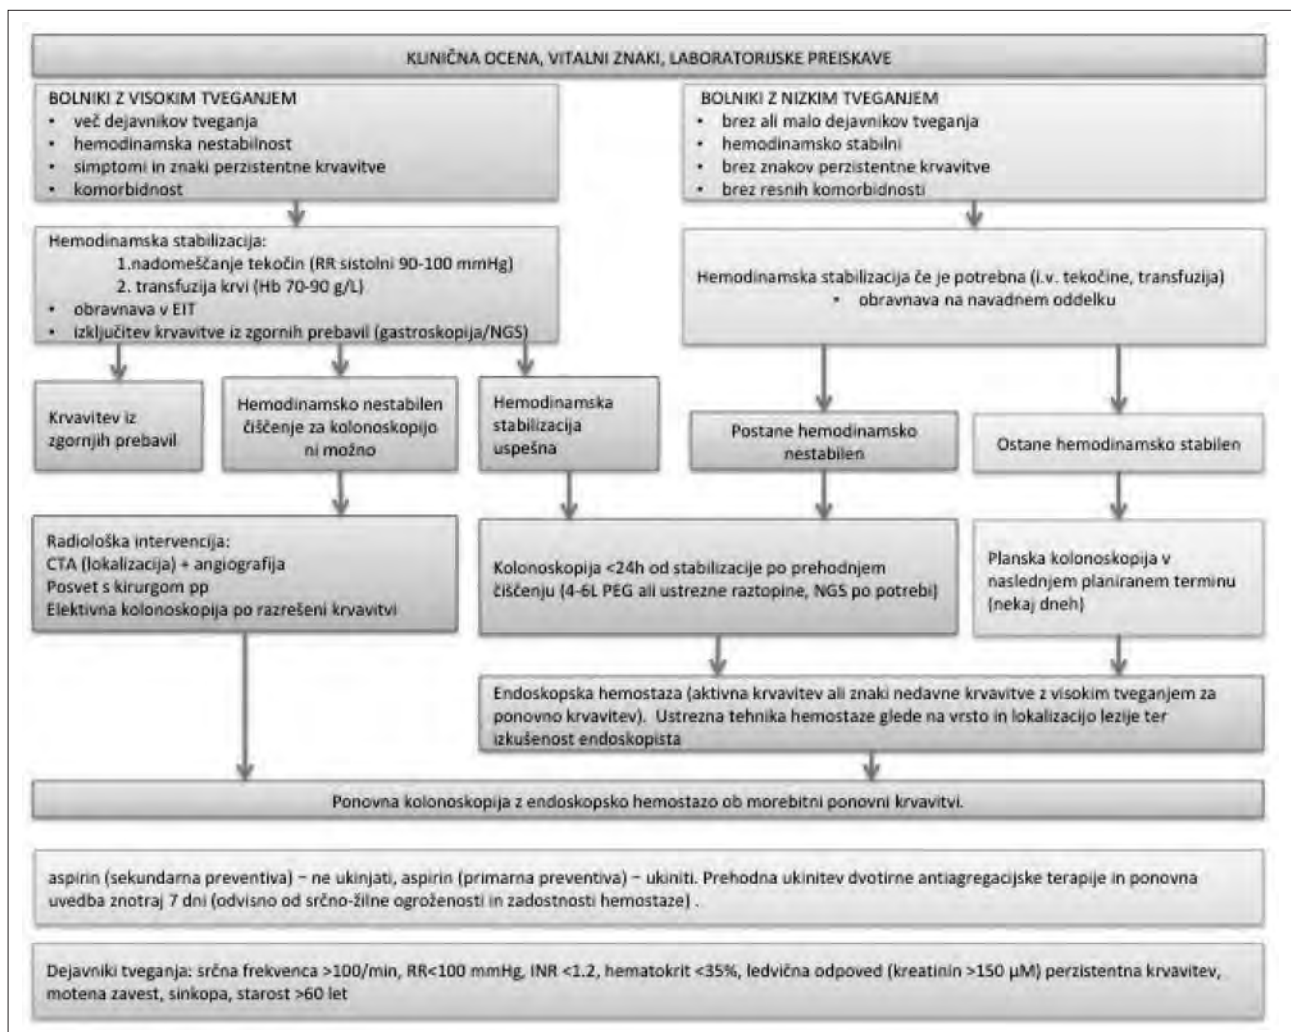 KLINIČNA OCENA, VITALNI ZNAKI, LABORATORIJSKE PREISKAVE
BOLNIKI Z VISOKIM TVEGANJEM
• več dejavnikov tveganja
• hemodinamska nestabilnost
• simptomi in znaki perzistentne krvavitve
• komorbidnost
BOLNIKI Z NIZKIM TVEGANJEM
• brez ali malo dejavnikov tveganja
• hemodinamsko stabilni
• brez znakov perzistentne krvavitve
• brez resnih komorbidnosti
Hemodinamska stabilizacija:
1.nadomeščanje tekočin (RR sistolni 90-100 mmHg)
2. transfuzija krvi (Hb 70-90 g/L)
• obravnava v EIT
• izključitev krvavitve iz zgornih prebavil (gastroskopija/NGS)
Hemodinamska stabilizacija če je potrebna (i.v. tekočine, transfuzija)
• obravnava na navadnem oddelku
Krvavitev iz
zgornjih prebavil
Hemodinamsko nestabilen
čiščenje za kolonoskopijo
ni možno
Hemodinamska
stabilizacija
uspešna
Postane hemodinamsko
nestabilen
Ostane hemodinamsko stabilen
Radiološka intervencija:
CTA (lokalizacija) + angiografija
Posvet s kirurgom pp
Elektivna kolonoskopija po razrešeni krvavitvi
Kolonoskopija <24h od stabilizacije po prehodnjem
čiščenju (4-6L PEG ali ustrezne raztopine, NGS po potrebi)
Planska kolonoskopija v
naslednjem planiranem terminu
(nekaj dneh)
Endoskopska hemostaza (aktivna krvavitev ali znaki nedavne krvavitve z visokim tveganjem za
ponovno krvavitev). Ustrezna tehnika hemostaze glede na vrsto in lokalizacijo lezije ter
izkušenost endoskopista
Ponovna kolonoskopija z endoskopsko hemostazo ob morebitni ponovni krvavitvi.
aspirin (sekundarna preventiva) − ne ukinjati, aspirin (primarna preventiva) − ukiniti. Prehodna ukinitev dvotirne antiagregacijske terapije in ponovna
uvedba znotraj 7 dni (odvisno od srčno-žilne ogroženosti in zadostnosti hemostaze) .
Dejavniki tveganja: srčna frekvenca >100/min, RR<100 mmHg, INR <1.2, hematokrit <35%, ledvična odpoved (kreatinin >150 µM) perzistentna krvavitev,
motena zavest, sinkopa, starost >60 let